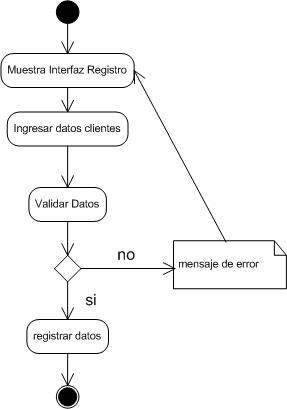 Muestra Interfaz Registro
Ingresar datos clientes
Validar Datos
no
mensaje de error
si
registrar datos